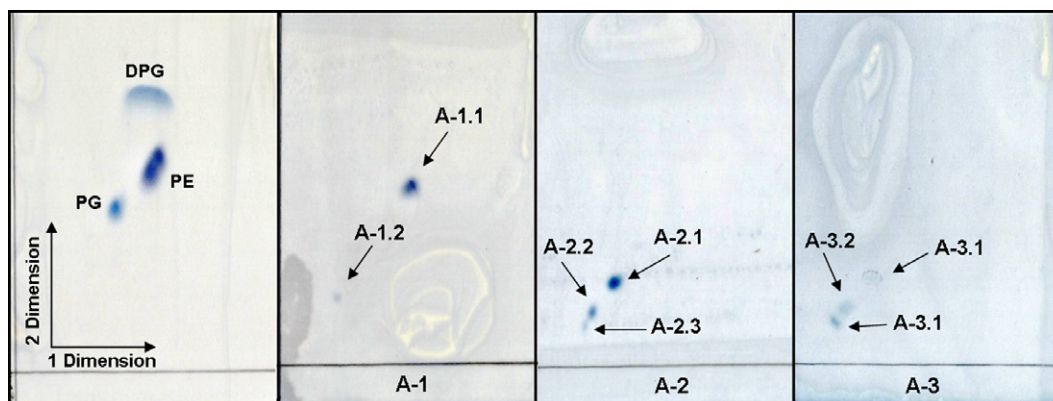 DPG
PE
PG
2 Dimension
1 Dimension
A-1.1
A-1.2
A-1
A-2.2
A-2.1
A-2.3
A-2
A-3.2
A-3.1
A-3.1
A-3